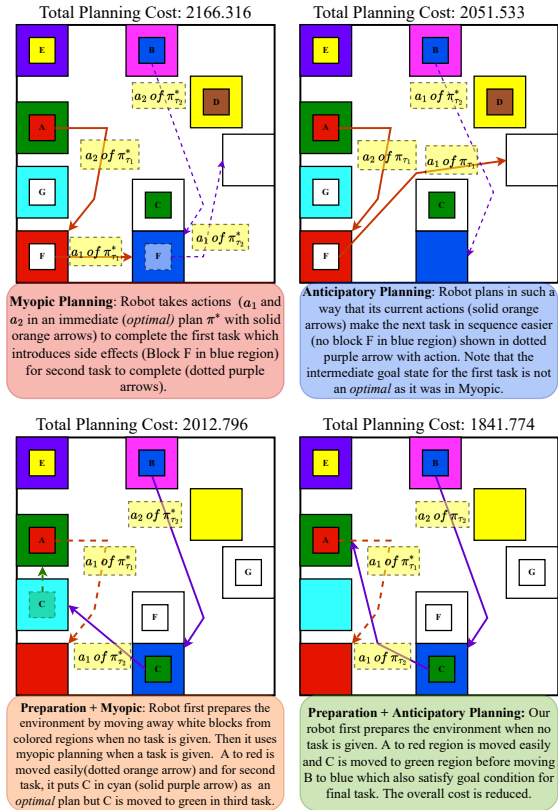 Total Planning Cost: 2166.316
E
B
a₂ of π*τ₂
D
A
a₂ of π*τ₁
G
C
a₁ of π*τ₂
F
a₁ of π*τ₁
F
Myopic Planning: Robot takes actions (a₁ and
a₂ in an immediate (optimal) plan π* with solid
orange arrows) to complete the first task which
introduces side effects (Block F in blue region)
for second task to complete (dotted purple
arrows).
Total Planning Cost: 2051.533
E
B
a₁ of π*τ₂
D
A
a₂ of π*τ₁
a₁ of π*τ₁
G
C
F
Anticipatory Planning: Robot plans in such a
way that its current actions (solid orange
arrows) make the next task in sequence easier
(no block F in blue region) shown in dotted
purple arrow with action. Note that the
intermediate goal state for the first task is not
an optimal as it was in Myopic.
Total Planning Cost: 2012.796
E
B
a₂ of π*τ₂
A
a₁ of π*τ₁
G
C
F
a₁ of π*τ₂
C
Preparation + Myopic: Robot first prepares the
environment by moving away white blocks from
colored regions when no task is given. Then it uses
myopic planning when a task is given. A to red is
moved easily(dotted orange arrow) and for second
task, it puts C in cyan (solid purple arrow) as an
optimal plan but C is moved to green in third task.
Total Planning Cost: 1841.774
E
B
a₂ of πτ₂
A
a₁ of π*τ₁
G
F
a₁ of πτ₂
C
Preparation + Anticipatory Planning: Our
robot first prepares the environment when no
task is given. A to red region is moved easily
and C is moved to green region before moving
B to blue which also satisfy goal condition for
final task. The overall cost is reduced.